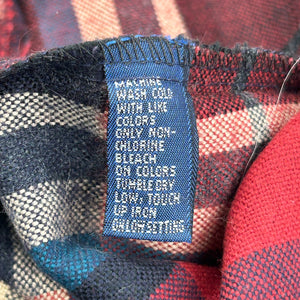 MACHINE
WASH COLD
WITH LIKE
COLORS
ONLY NON-
CHLORINE
BLEACH
ON COLORS
TUMBLE DRY
LOW, TOUCH
UP IRON
ON LOW SETTING